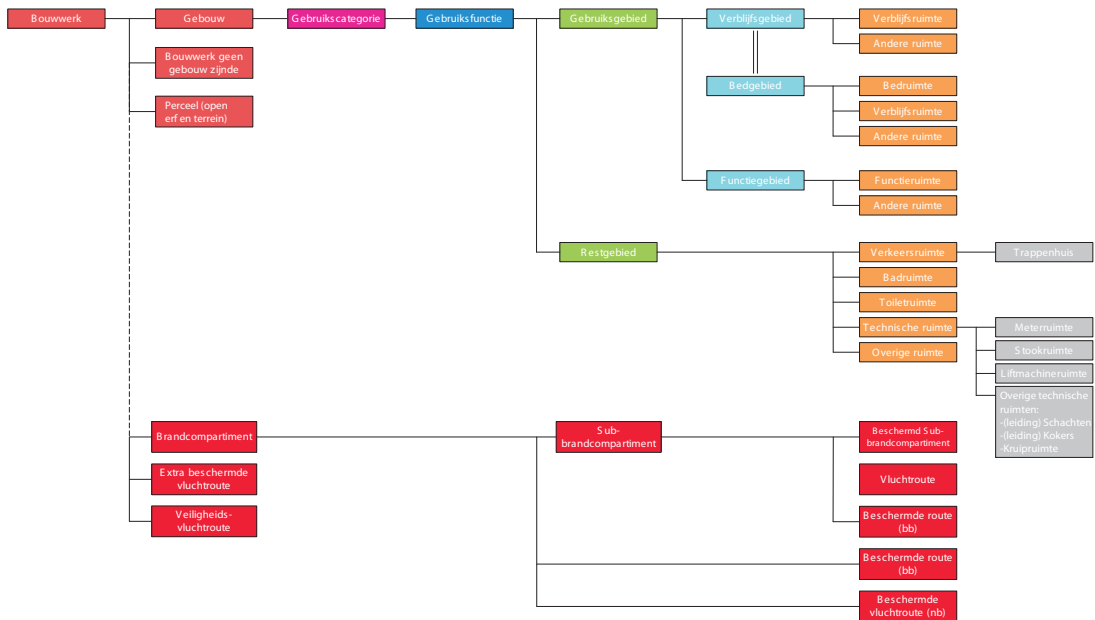 Bouwwerk
Gebouw
Gebruikscategorie
Gebruiksfunctie
Gebruiksgebied
Verblijfsgebied
Verblijfsruimte
Andere ruimte
Bouwwerk geen
gebouw zijnde
Bedgebied
Bedruimte
Perceel (open
erf en terrein)
Verblijfsruimte
Andere ruimte
Functiegebied
Functieruimte
Andere ruimte
Restgebied
Verkeersruimte
Trappenhuis
Badruimte
Toiletruimte
Technische ruimte
Meterruimte
Overige ruimte
Stookruimte
Liftmachineruimte
Overige technische
ruimten:
-(leiding) Schachten
-(leiding) Kokers
-Kruipruimte
Brandcompartiment
Sub-
brandcompartiment
Beschermd Sub-
brandcompartiment
Extra beschermde
vluchtroute
Vluchtroute
Veiligheids-
vluchtroute
Beschermde route
(bb)
Beschermde route
(bb)
Beschermde
vluchtroute (nb)